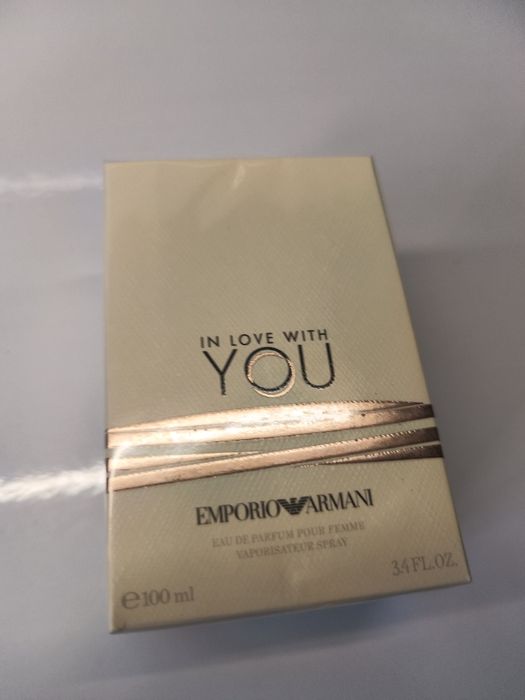 IN LOVE WITH
YOU
EMPORIO ARMANI
EAU DE PARFUM POUR FEMME
VAPORISATEUR SPRAY
3.4 FL.OZ.
e 100 ml